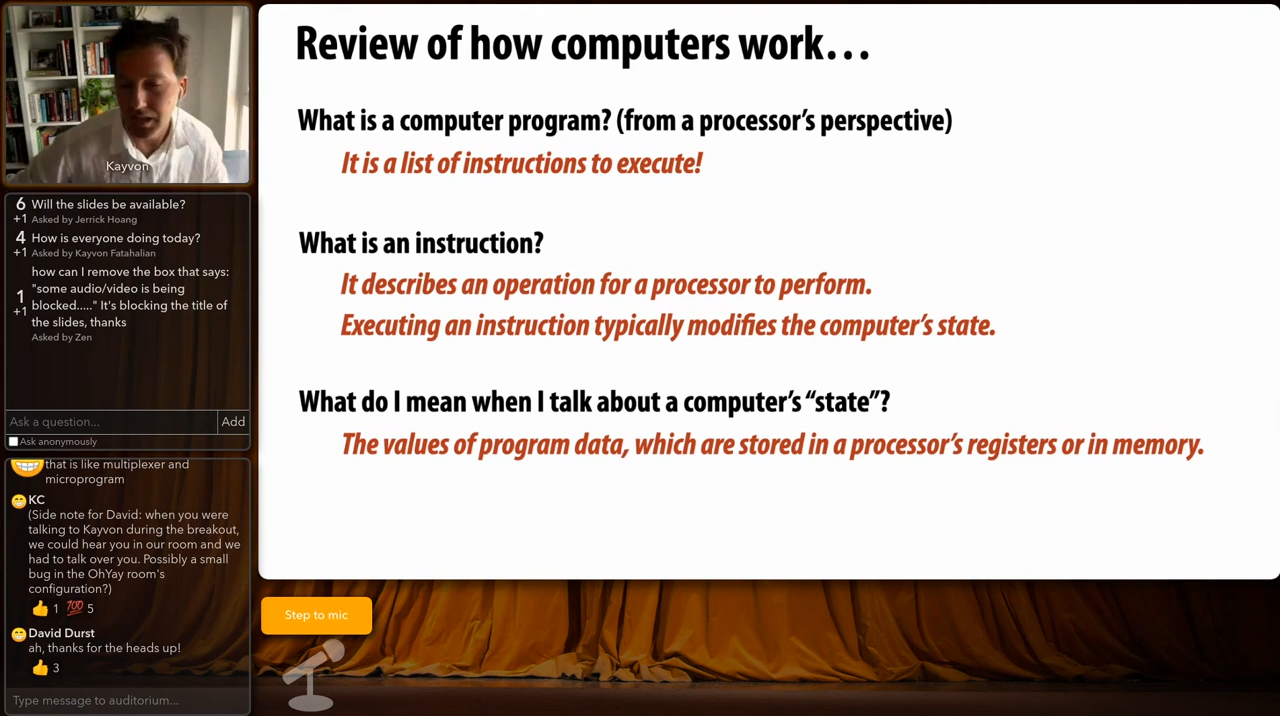 Kayvon
6 Will the slides be available?
+1 Asked by Jerrick Hoang
4 How is everyone doing today?
+1 Asked by Kayvon Fatahalian
how can I remove the box that says:
"some audio/video is being
1 blocked....." It's blocking the title of
+1 the slides, thanks
Asked by Zen
Ask a question...
Add
Ask anonymously
that is like multiplexer and
microprogram
KC
(Side note for David: when you were
talking to Kayvon during the breakout,
we could hear you in our room and we
had to talk over you. Possibly a small
bug in the OhYay room's
configuration?)
👍 1 💯 5
David Durst
ah, thanks for the heads up!
👍 3
Type message to auditorium...
Review of how computers work…
What is a computer program? (from a processor's perspective)
It is a list of instructions to execute!
What is an instruction?
It describes an operation for a processor to perform.
Executing an instruction typically modifies the computer's state.
What do I mean when I talk about a computer's “state”?
The values of program data, which are stored in a processor's registers or in memory.
Step to mic